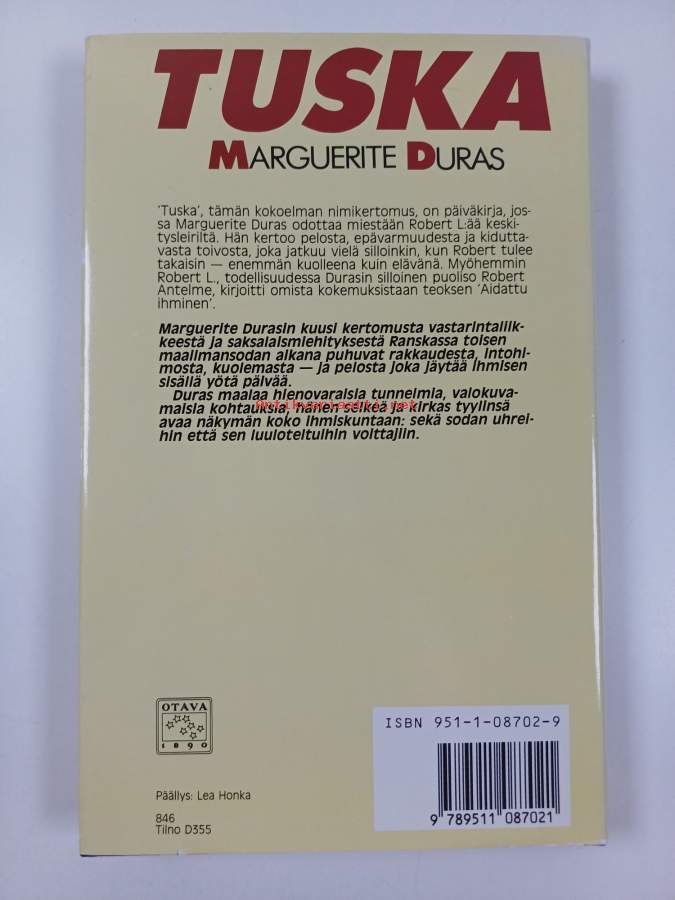 TUSKA
MARGUERITE DURAS
'Tuska', tämän kokoelman nimikertomus, on päiväkirja, jos-
sa Marguerite Duras odottaa miestään Robert L:ää keski-
tysleiriltä. Hän kertoo pelosta, epävarmuudesta ja kidutta-
vasta toivosta, joka jatkuu vielä silloinkin, kun Robert tulee
takaisin — enemmän kuolleena kuin elävänä. Myöhemmin
Robert L., todellisuudessa Durasin silloinen puoliso Robert
Antelme, kirjoitti omista kokemuksistaan teoksen 'Aidattu
ihminen'.
Marguerite Durasin kuusi kertomusta vastarintaliik-
keestä ja saksalaismiehityksestä Ranskassa toisen
maailmansodan aikana puhuvat rakkaudesta, intohi-
mosta, kuolemasta — ja pelosta joka jäytää ihmisen
sisällä yötä päivää.
Duras maalaa hienovaraisia tunnelmia, valokuva-
maisia kohtauksia, hänen selkeä ja kirkas tyylinsä
avaa näkymän koko ihmiskuntaan: sekä sodan uhrei-
hin että sen luuloteltuihin voittajiin.
OTAVA
1890
ISBN 951-1-08702-9
9 789511 087021
Päällys: Lea Honka
846
Tilno D355